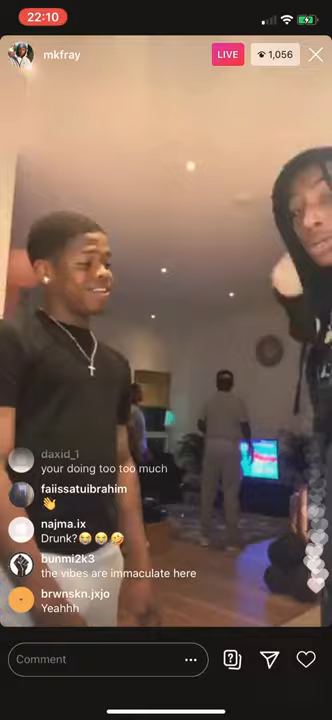 22:10
mkfray
LIVE
1,056
daxid_1
your doing too too much
faiissatuibrahim
👋
najma.ix
Drunk?😭😭🤣
bunmi2k3
the vibes are immaculate here
brwnskn.jxjo
Yeahhh
Comment